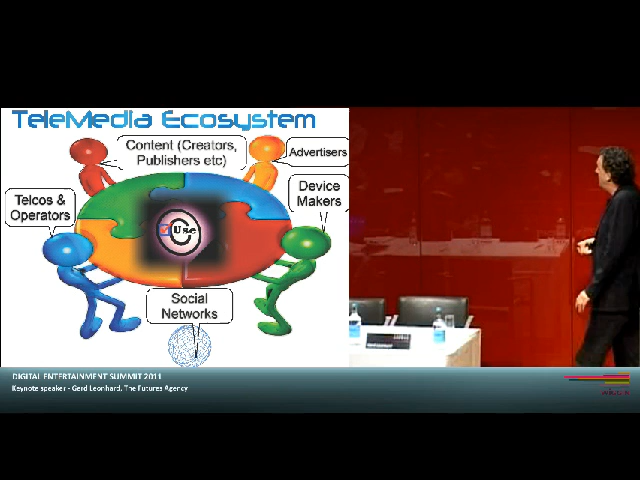 TeleMedia Ecosystem
Content (Creators,
Publishers etc)
Advertisers
Telcos &
Operators
Device
Makers
Use
Social
Networks
DIGITAL ENTERTAINMENT SUMMIT 2011
Keynote speaker - Gerd Leonhard, The Futures Agency